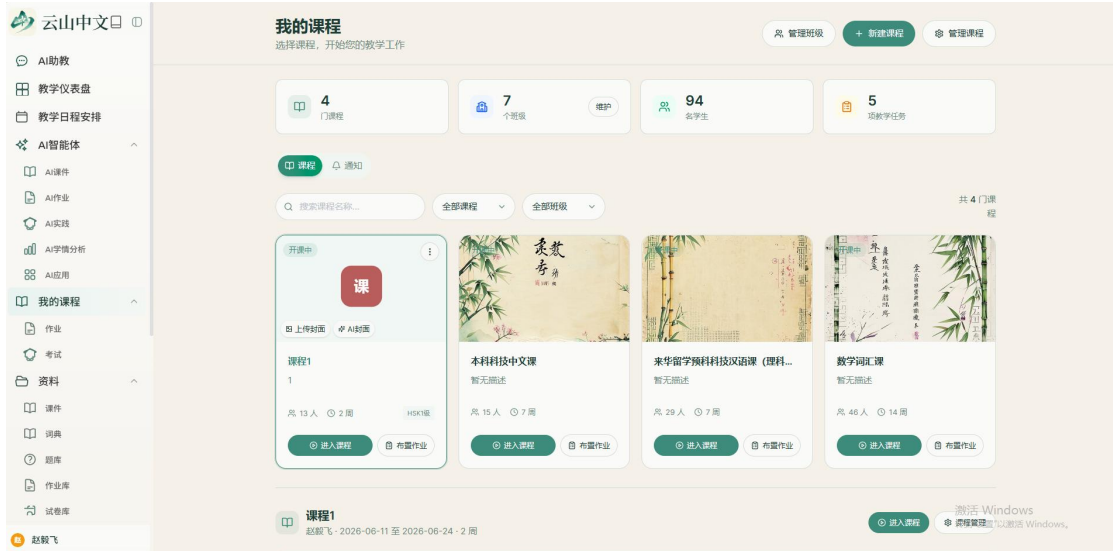 云山中文
AI助教
教学仪表盘
教学日程安排
AI智能体
AI课件
AI作业
AI实践
AI学情分析
AI应用
我的课程
作业
考试
资料
课件
词典
题库
作业库
试卷库
赵
赵毅飞
我的课程
选择课程，开始您的教学工作
管理班级
+ 新建课程
管理课程
4
门课程
7
个班级
维护
94
名学生
5
项教学任务
课程
通知
搜索课程名称...
全部课程
全部班级
共 4 门课
程
开课中
课
上传封面
AI封面
课程1
1
13 人
2 周
HSK1级
进入课程
布置作业
本科科技中文课
暂无描述
15 人
7 周
进入课程
布置作业
来华留学预科科技汉语课（理科...
暂无描述
29 人
7 周
进入课程
布置作业
开课中
数学词汇课
暂无描述
46 人
14 周
进入课程
布置作业
课程1
赵毅飞 · 2026-06-11 至 2026-06-24 · 2 周
进入课程
课程管理
激活 Windows
以激活 Windows。